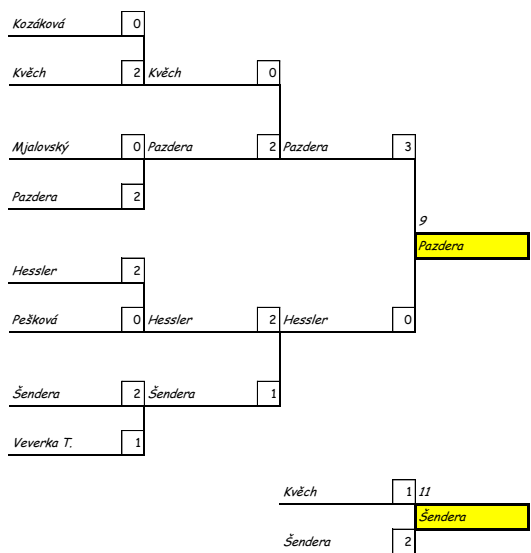 Kozáková 0
Kvěch 2 Kvěch 0
Mjalovský 0 Pazdera 2 Pazdera 3
Pazdera 2
9
Pazdera
Hessler 2
Pešková 0 Hessler 2 Hessler 0
Šendera 2 Šendera 1
Veverka T. 1
Kvěch 1 11
Šendera
Šendera 2